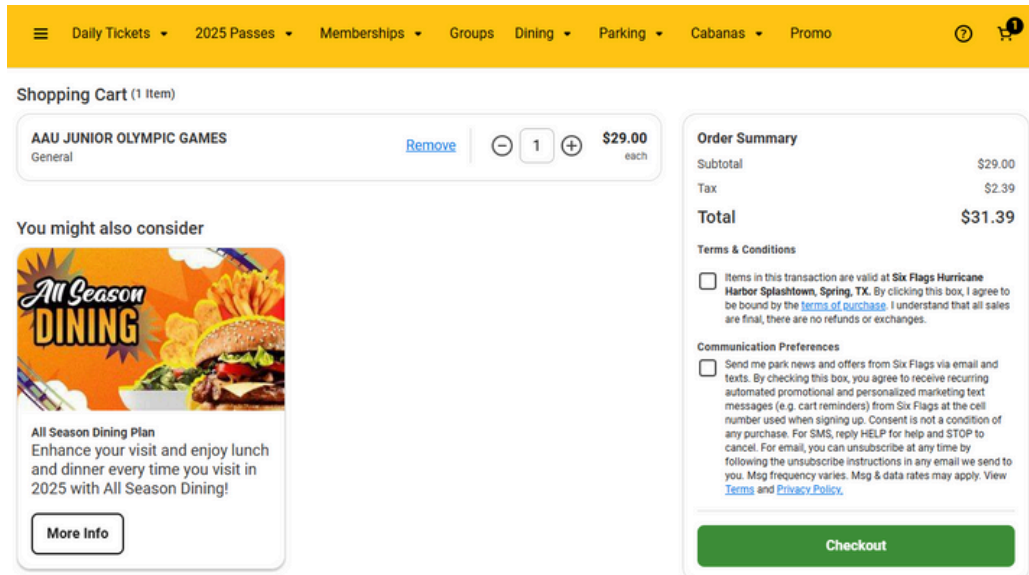 Daily Tickets 2025 Passes Memberships Groups Dining Parking Cabanas Promo ? 1
Shopping Cart (1 Item)
AAU JUNIOR OLYMPIC GAMES
General
Remove
1
$29.00
each
You might also consider
All Season
DINING
All Season Dining Plan
Enhance your visit and enjoy lunch
and dinner every time you visit in
2025 with All Season Dining!
More Info
Order Summary
Subtotal $29.00
Tax $2.39
Total $31.39
Terms & Conditions
Items in this transaction are valid at Six Flags Hurricane
Harbor Splashtown, Spring, TX. By clicking this box, I agree to
be bound by the terms of purchase. I understand that all sales
are final, there are no refunds or exchanges.
Communication Preferences
Send me park news and offers from Six Flags via email and
texts. By checking this box, you agree to receive recurring
automated promotional and personalized marketing text
messages (e.g. cart reminders) from Six Flags at the cell
number used when signing up. Consent is not a condition of
any purchase. For SMS, reply HELP for help and STOP to
cancel. For email, you can unsubscribe at any time by
following the unsubscribe instructions in any email we send to
you. Msg frequency varies. Msg & data rates may apply. View
Terms and Privacy Policy.
Checkout